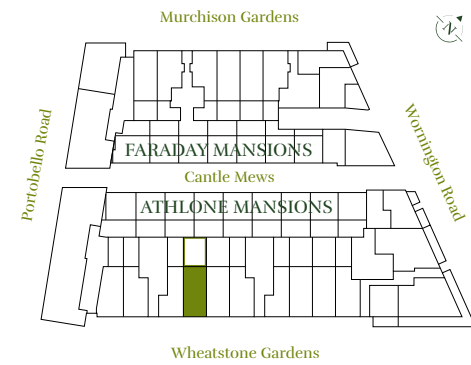 Murchison Gardens
N
Portobello Road
Wornington Road
FARADAY MANSIONS
Cantle Mews
ATHLONE MANSIONS
Wheatstone Gardens